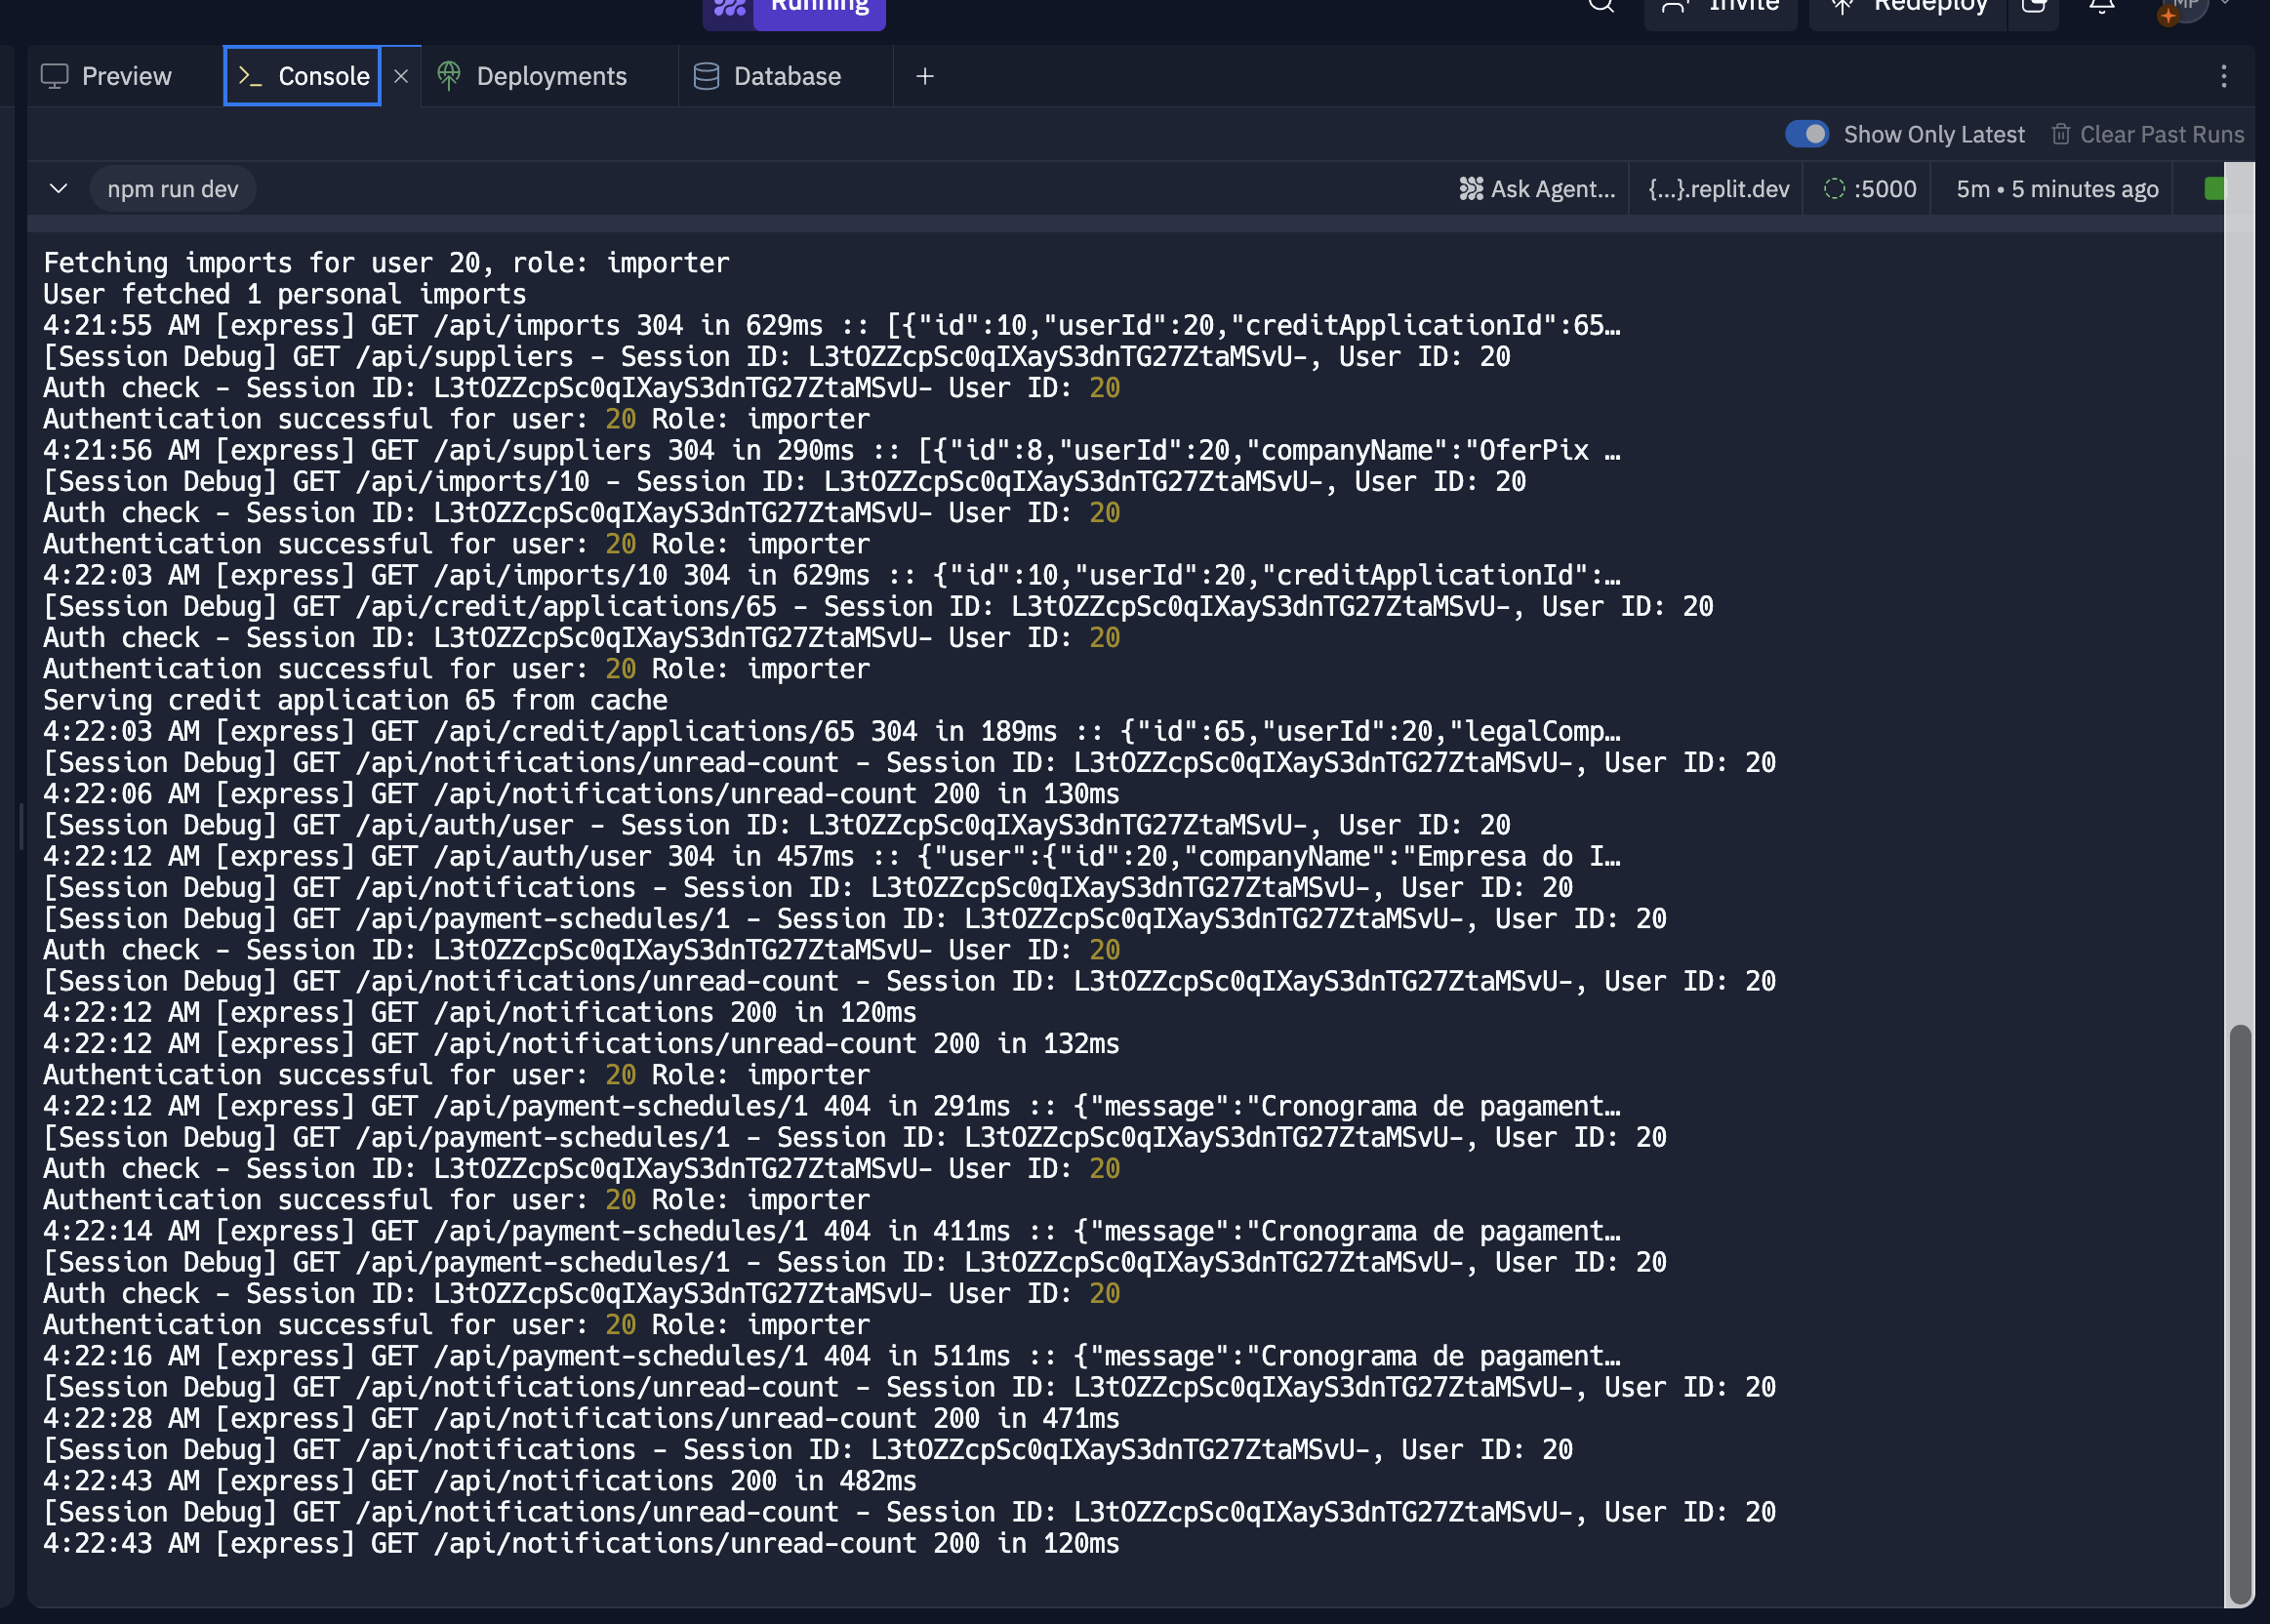 Running
Invite
Redeploy
MP
Preview
Console
Deployments
Database
Show Only Latest
Clear Past Runs
npm run dev
Ask Agent...
{...}.replit.dev
:5000
5m • 5 minutes ago
Fetching imports for user 20, role: importer
User fetched 1 personal imports
4:21:55 AM [express] GET /api/imports 304 in 629ms :: [{"id":10,"userId":20,"creditApplicationId":65…
[Session Debug] GET /api/suppliers - Session ID: L3tOZZcpSc0qIXayS3dnTG27ZtaMSvU-, User ID: 20
Auth check - Session ID: L3tOZZcpSc0qIXayS3dnTG27ZtaMSvU- User ID: 20
Authentication successful for user: 20 Role: importer
4:21:56 AM [express] GET /api/suppliers 304 in 290ms :: [{"id":8,"userId":20,"companyName":"OferPix …
[Session Debug] GET /api/imports/10 - Session ID: L3tOZZcpSc0qIXayS3dnTG27ZtaMSvU-, User ID: 20
Auth check - Session ID: L3tOZZcpSc0qIXayS3dnTG27ZtaMSvU- User ID: 20
Authentication successful for user: 20 Role: importer
4:22:03 AM [express] GET /api/imports/10 304 in 629ms :: {"id":10,"userId":20,"creditApplicationId":…
[Session Debug] GET /api/credit/applications/65 - Session ID: L3tOZZcpSc0qIXayS3dnTG27ZtaMSvU-, User ID: 20
Auth check - Session ID: L3tOZZcpSc0qIXayS3dnTG27ZtaMSvU- User ID: 20
Authentication successful for user: 20 Role: importer
Serving credit application 65 from cache
4:22:03 AM [express] GET /api/credit/applications/65 304 in 189ms :: {"id":65,"userId":20,"legalComp…
[Session Debug] GET /api/notifications/unread-count - Session ID: L3tOZZcpSc0qIXayS3dnTG27ZtaMSvU-, User ID: 20
4:22:06 AM [express] GET /api/notifications/unread-count 200 in 130ms
[Session Debug] GET /api/auth/user - Session ID: L3tOZZcpSc0qIXayS3dnTG27ZtaMSvU-, User ID: 20
4:22:12 AM [express] GET /api/auth/user 304 in 457ms :: {"user":{"id":20,"companyName":"Empresa do I…
[Session Debug] GET /api/notifications - Session ID: L3tOZZcpSc0qIXayS3dnTG27ZtaMSvU-, User ID: 20
[Session Debug] GET /api/payment-schedules/1 - Session ID: L3tOZZcpSc0qIXayS3dnTG27ZtaMSvU-, User ID: 20
Auth check - Session ID: L3tOZZcpSc0qIXayS3dnTG27ZtaMSvU- User ID: 20
[Session Debug] GET /api/notifications/unread-count - Session ID: L3tOZZcpSc0qIXayS3dnTG27ZtaMSvU-, User ID: 20
4:22:12 AM [express] GET /api/notifications 200 in 120ms
4:22:12 AM [express] GET /api/notifications/unread-count 200 in 132ms
Authentication successful for user: 20 Role: importer
4:22:12 AM [express] GET /api/payment-schedules/1 404 in 291ms :: {"message":"Cronograma de pagament…
[Session Debug] GET /api/payment-schedules/1 - Session ID: L3tOZZcpSc0qIXayS3dnTG27ZtaMSvU-, User ID: 20
Auth check - Session ID: L3tOZZcpSc0qIXayS3dnTG27ZtaMSvU- User ID: 20
Authentication successful for user: 20 Role: importer
4:22:14 AM [express] GET /api/payment-schedules/1 404 in 411ms :: {"message":"Cronograma de pagament…
[Session Debug] GET /api/payment-schedules/1 - Session ID: L3tOZZcpSc0qIXayS3dnTG27ZtaMSvU-, User ID: 20
Auth check - Session ID: L3tOZZcpSc0qIXayS3dnTG27ZtaMSvU- User ID: 20
Authentication successful for user: 20 Role: importer
4:22:16 AM [express] GET /api/payment-schedules/1 404 in 511ms :: {"message":"Cronograma de pagament…
[Session Debug] GET /api/notifications/unread-count - Session ID: L3tOZZcpSc0qIXayS3dnTG27ZtaMSvU-, User ID: 20
4:22:28 AM [express] GET /api/notifications/unread-count 200 in 471ms
[Session Debug] GET /api/notifications - Session ID: L3tOZZcpSc0qIXayS3dnTG27ZtaMSvU-, User ID: 20
4:22:43 AM [express] GET /api/notifications 200 in 482ms
[Session Debug] GET /api/notifications/unread-count - Session ID: L3tOZZcpSc0qIXayS3dnTG27ZtaMSvU-, User ID: 20
4:22:43 AM [express] GET /api/notifications/unread-count 200 in 120ms